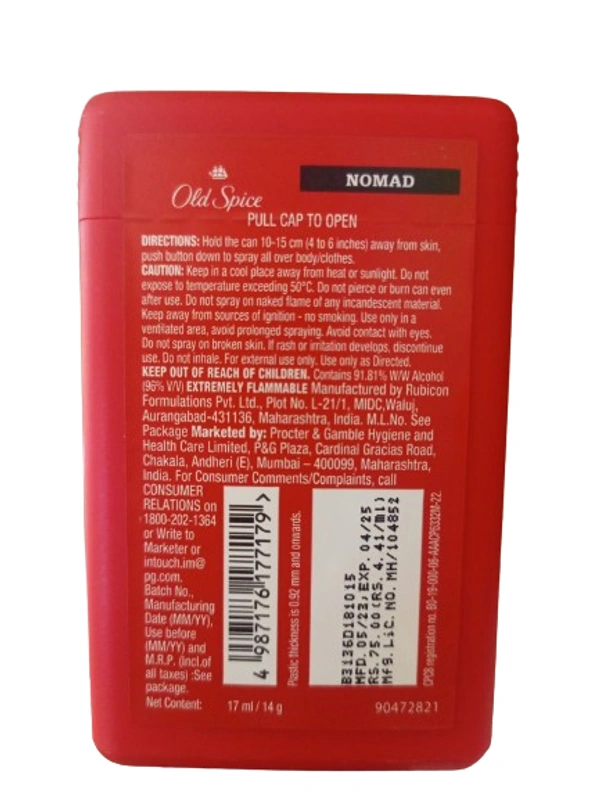 Old Spice
NOMAD
PULL CAP TO OPEN
DIRECTIONS: Hold the can 10-15 cm (4 to 6 inches) away from skin,
push button down to spray all over body/clothes.
CAUTION: Keep in a cool place away from heat or sunlight. Do not
expose to temperature exceeding 50°C. Do not pierce or burn can even
after use. Do not spray on naked flame of any incandescent material.
Keep away from sources of ignition - no smoking. Use only in a
ventilated area, avoid prolonged spraying. Avoid contact with eyes.
Do not spray on broken skin. If rash or irritation develops, discontinue
use. Do not inhale. For external use only. Use only as Directed.
KEEP OUT OF REACH OF CHILDREN. Contains 91.81% W/W Alcohol
(96% V/V) EXTREMELY FLAMMABLE Manufactured by Rubicon
Formulations Pvt. Ltd., Plot No. L-21/1, MIDC,Waluj,
Aurangabad-431136, Maharashtra, India. M.L.No. See
Package Marketed by: Procter & Gamble Hygiene and
Health Care Limited, P&G Plaza, Cardinal Gracias Road,
Chakala, Andheri (E), Mumbai – 400099, Maharashtra,
India. For Consumer Comments/Complaints, call
CONSUMER
RELATIONS on
1800-202-1364
or Write to
Marketer or
intouch.im@
pg.com.
Batch No.,
Manufacturing
Date (MM/YY),
Use before
(MM/YY) and
M.R.P. (incl.of
all taxes) :See
package.
4 987176 177179 >
Plastic thickness is 0.92 mm and onwards.
B3136D181015
MFD. 05/23; EXP. 04/25
RS. 75.00 (RS. 4.41/ml)
Mfg. Lic. NO. MH/104852
CPCB registration no. BO-19-000-06-AAACP6332M-22
Net Content: 17 ml / 14 g
90472821